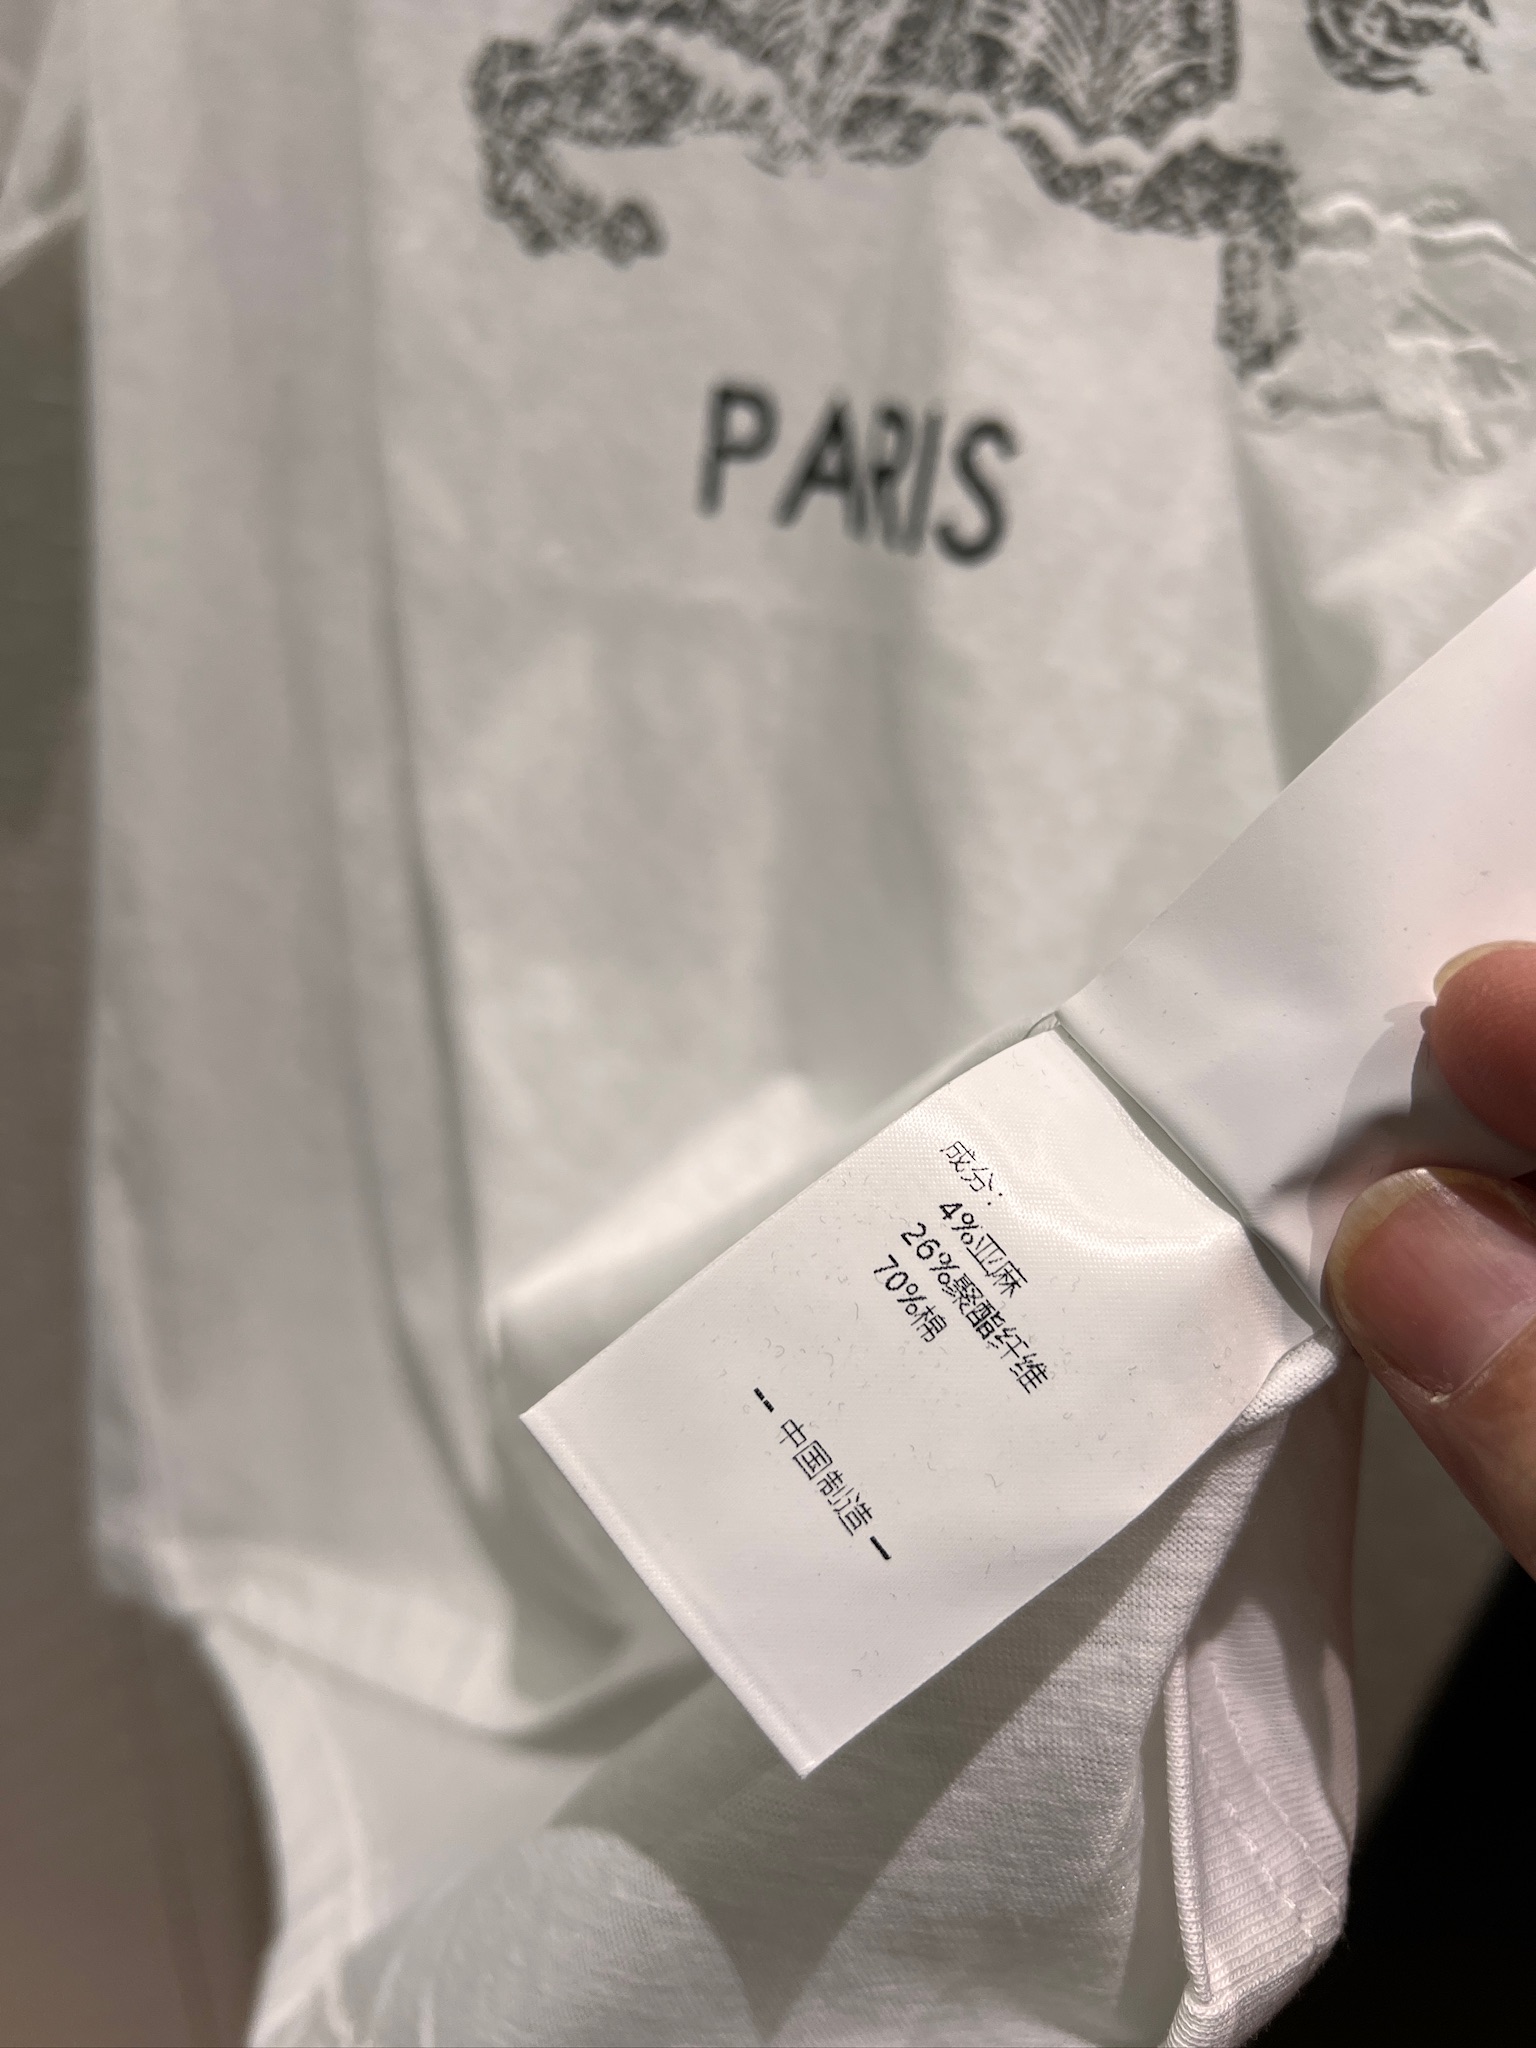 PARIS
成分：
4%亚麻
26%聚酯纤维
70%棉
-- 中国制造 –